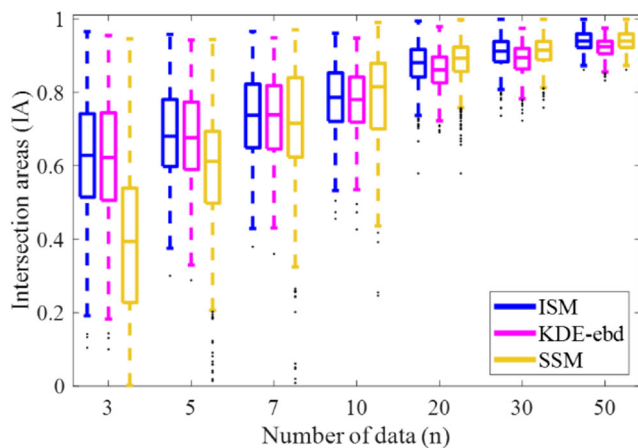 Intersection areas (IA)
1
0.8
0.6
0.4
0.2
0
ISM
KDE-ebd
SSM
3 5 7 10 20 30 50
Number of data (n)